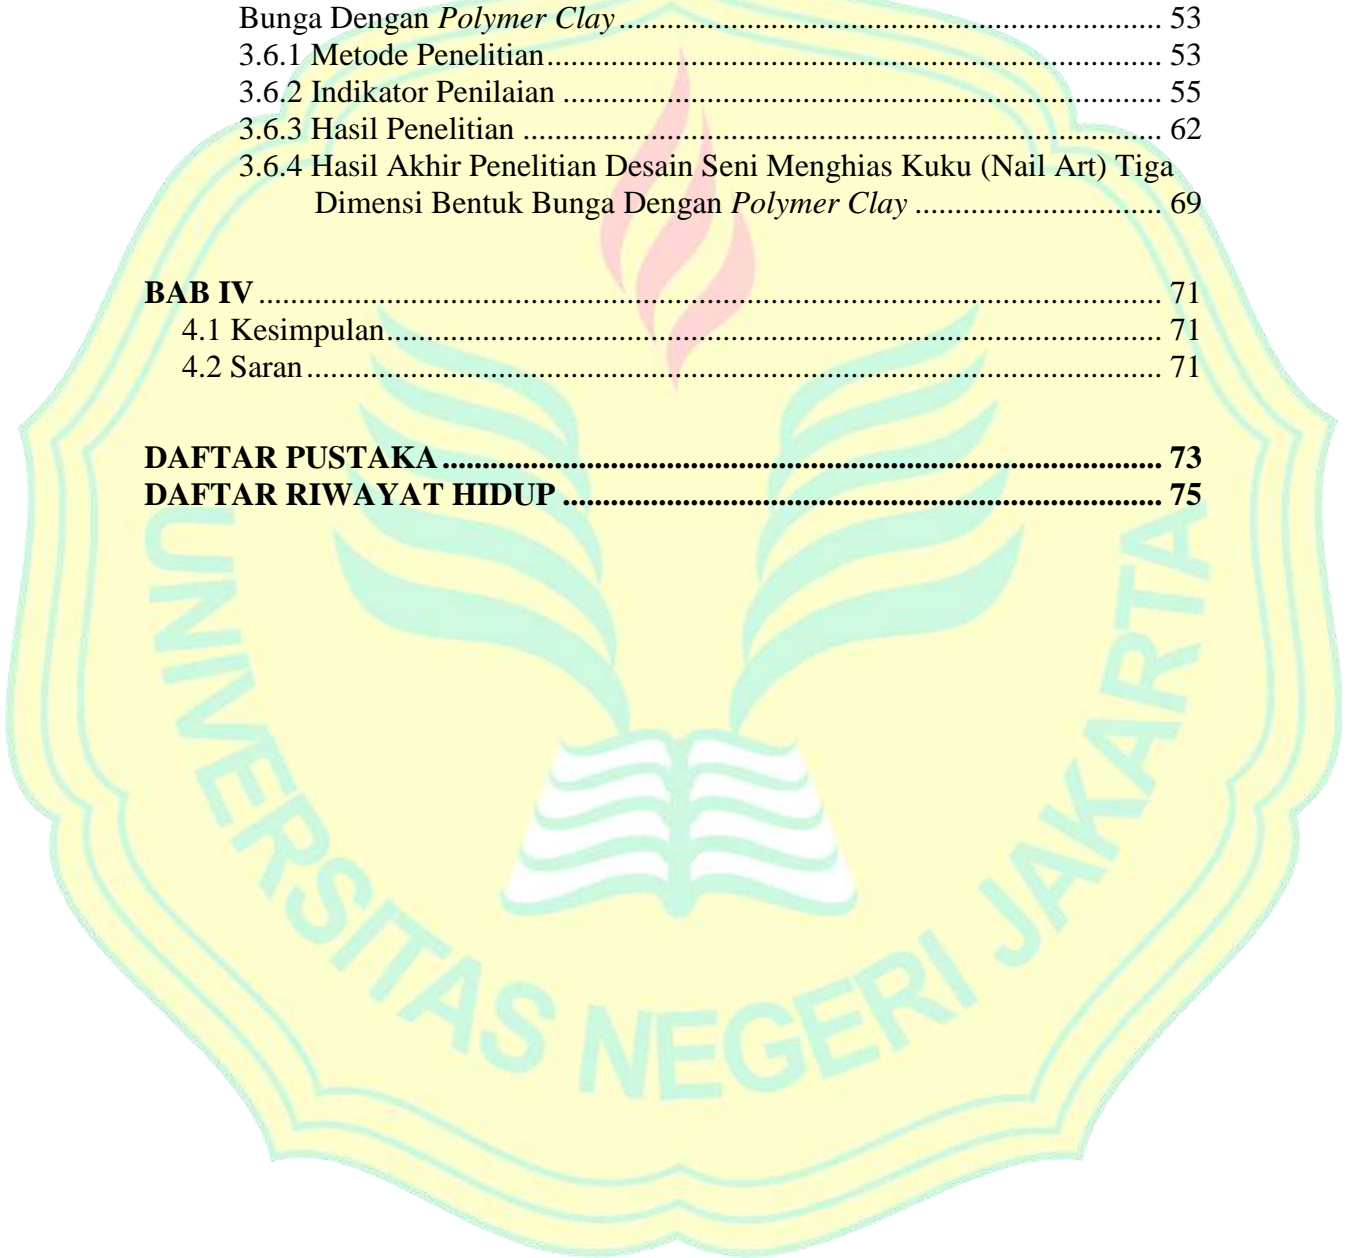 Bunga Dengan Polymer Clay.................................................................... 53
3.6.1 Metode Penelitian............................................................................. 53
3.6.2 Indikator Penilaian ........................................................................... 55
3.6.3 Hasil Penelitian ................................................................................ 62
3.6.4 Hasil Akhir Penelitian Desain Seni Menghias Kuku (Nail Art) Tiga
Dimensi Bentuk Bunga Dengan Polymer Clay ............................... 69
BAB IV................................................................................................................. 71
4.1 Kesimpulan................................................................................................. 71
4.2 Saran........................................................................................................... 71
DAFTAR PUSTAKA.......................................................................................... 73
DAFTAR RIWAYAT HIDUP ........................................................................... 75
UNIVERSITAS NEGERI JAKARTA